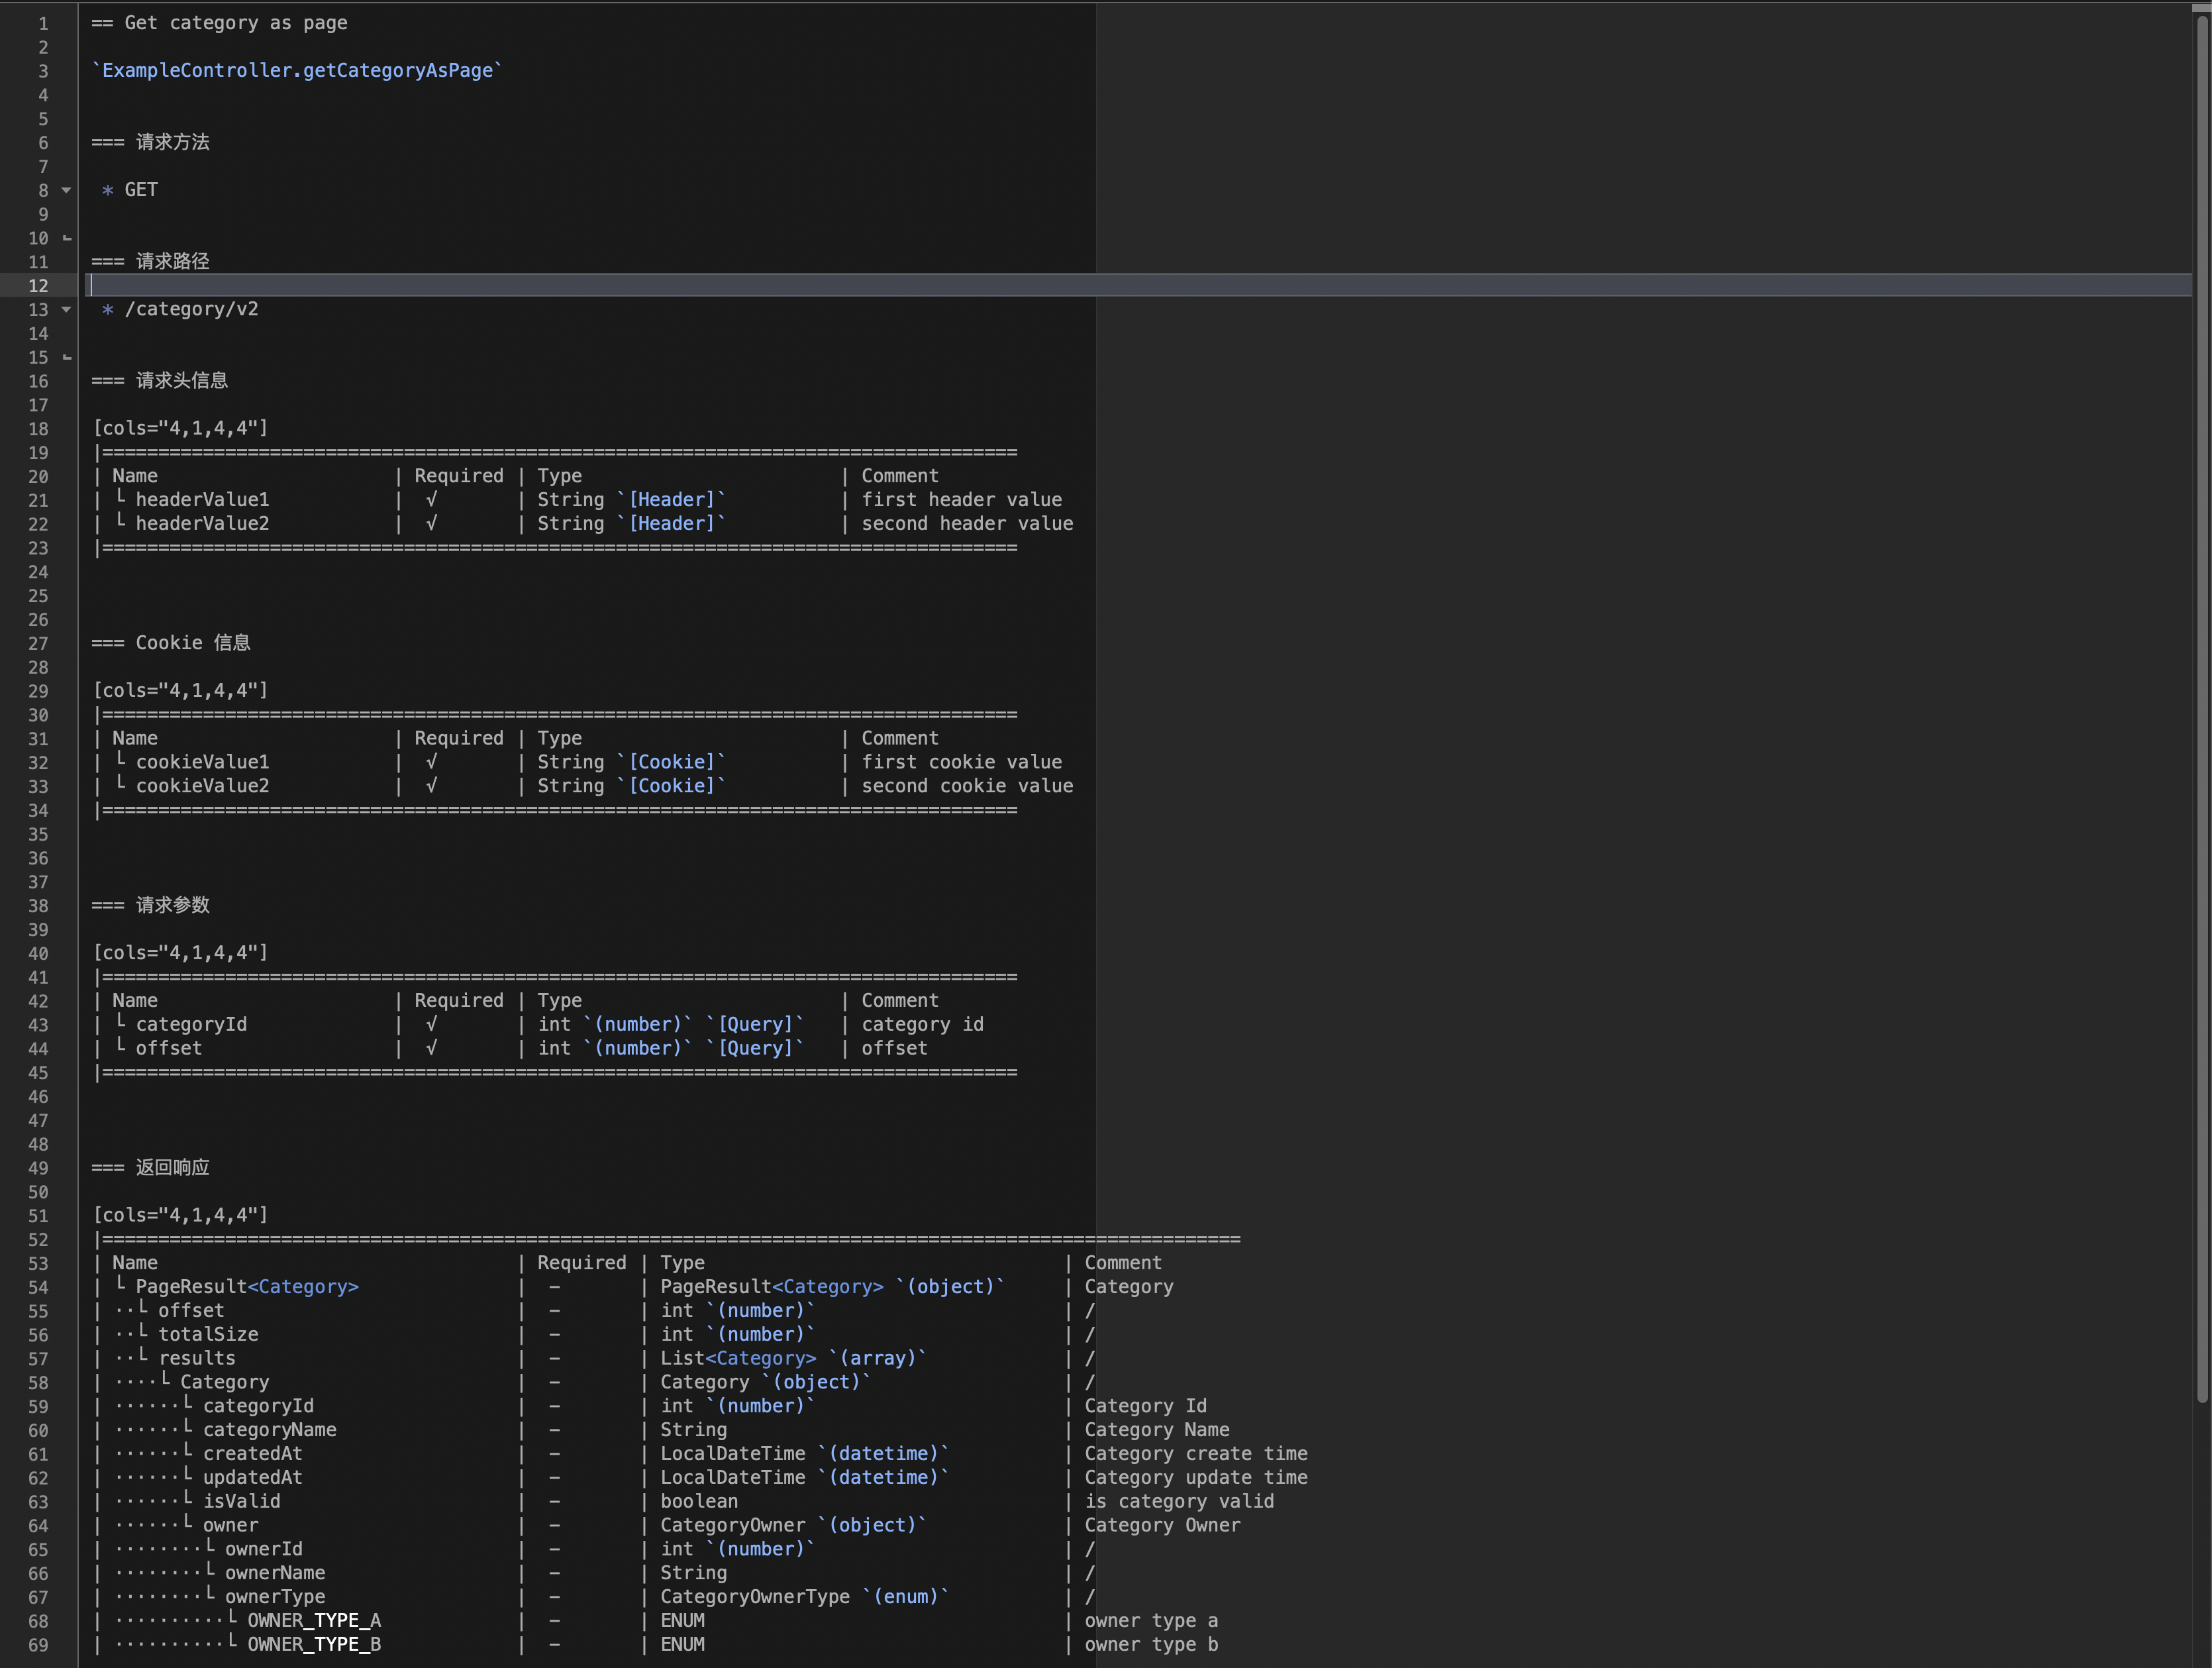 1 == Get category as page
2
3 `ExampleController.getCategoryAsPage`
4
5
6 === 请求方法
7
8 * GET
9
10
11 === 请求路径
12
13 * /category/v2
14
15
16 === 请求头信息
17
18 [cols="4,1,4,4"]
19 |==================================================================================
20 | Name | Required | Type | Comment
21 | └ headerValue1 | √ | String `[Header]` | first header value
22 | └ headerValue2 | √ | String `[Header]` | second header value
23 |==================================================================================
24
25
26
27 === Cookie 信息
28
29 [cols="4,1,4,4"]
30 |==================================================================================
31 | Name | Required | Type | Comment
32 | └ cookieValue1 | √ | String `[Cookie]` | first cookie value
33 | └ cookieValue2 | √ | String `[Cookie]` | second cookie value
34 |==================================================================================
35
36
37
38 === 请求参数
39
40 [cols="4,1,4,4"]
41 |==================================================================================
42 | Name | Required | Type | Comment
43 | └ categoryId | √ | int `(number)` `[Query]` | category id
44 | └ offset | √ | int `(number)` `[Query]` | offset
45 |==================================================================================
46
47
48
49 === 返回响应
50
51 [cols="4,1,4,4"]
52 |======================================================================================================
53 | Name | Required | Type | Comment
54 | └ PageResult<Category> | − | PageResult<Category> `(object)` | Category
55 | ··└ offset | − | int `(number)` | /
56 | ··└ totalSize | − | int `(number)` | /
57 | ··└ results | − | List<Category> `(array)` | /
58 | ····└ Category | − | Category `(object)` | /
59 | ······└ categoryId | − | int `(number)` | Category Id
60 | ······└ categoryName | − | String | Category Name
61 | ······└ createdAt | − | LocalDateTime `(datetime)` | Category create time
62 | ······└ updatedAt | − | LocalDateTime `(datetime)` | Category update time
63 | ······└ isValid | − | boolean | is category valid
64 | ······└ owner | − | CategoryOwner `(object)` | Category Owner
65 | ········└ ownerId | − | int `(number)` | /
66 | ········└ ownerName | − | String | /
67 | ········└ ownerType | − | CategoryOwnerType `(enum)` | /
68 | ··········└ OWNER_TYPE_A | − | ENUM | owner type a
69 | ··········└ OWNER_TYPE_B | − | ENUM | owner type b